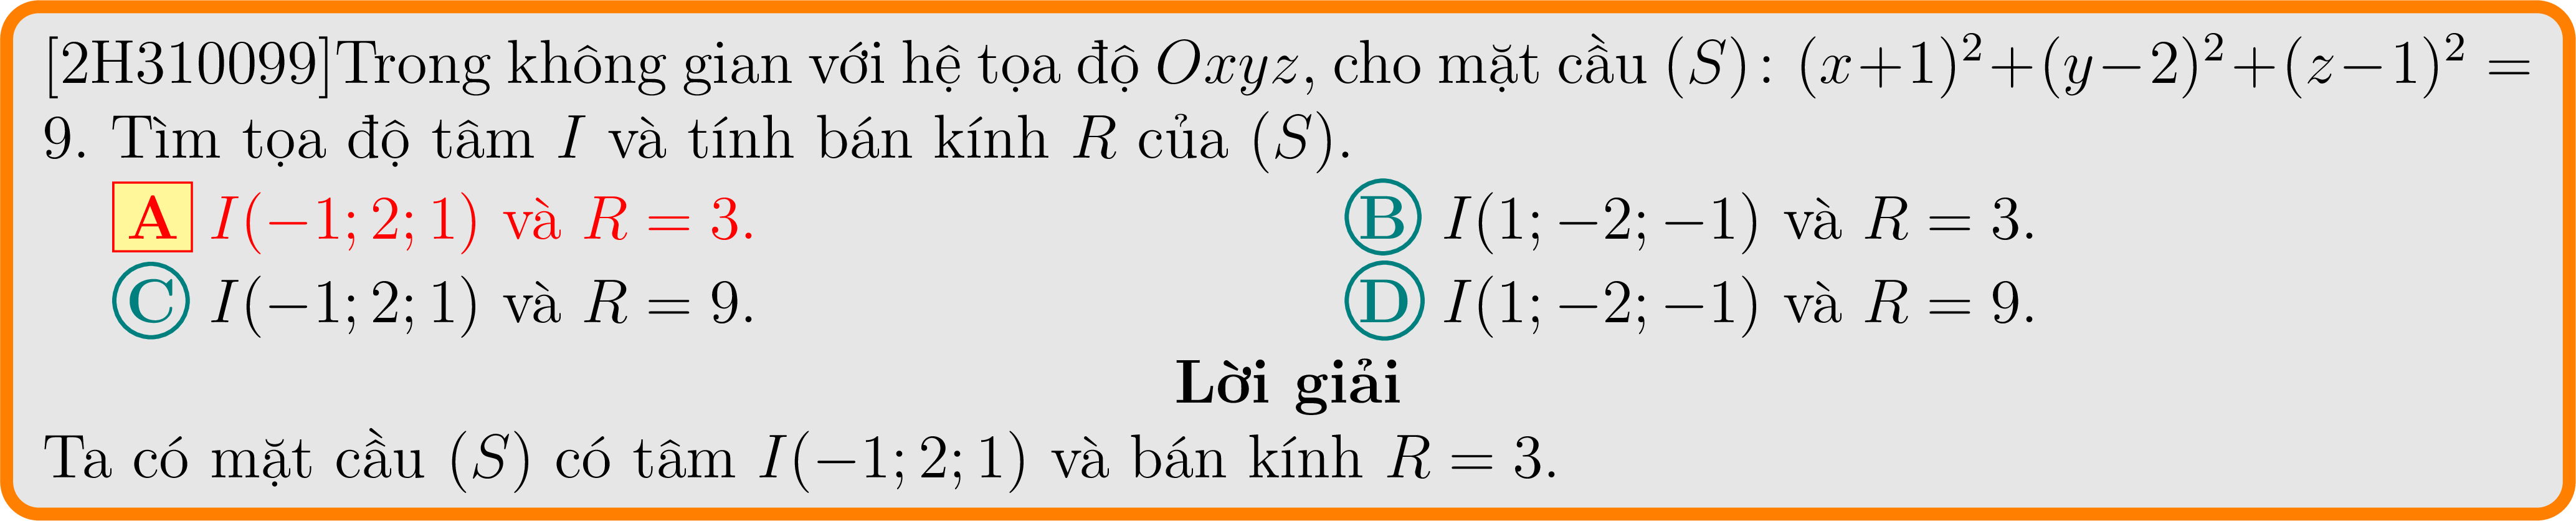 [2H310099]Trong không gian với hệ tọa độ Oxyz, cho mặt cầu (S): (x+1)²+(y−2)²+(z−1)² =
9. Tìm tọa độ tâm I và tính bán kính R của (S).
A I(−1; 2; 1) và R = 3. B I(1; −2; −1) và R = 3.
C I(−1; 2; 1) và R = 9. D I(1; −2; −1) và R = 9.
Lời giải
Ta có mặt cầu (S) có tâm I(−1; 2; 1) và bán kính R = 3.